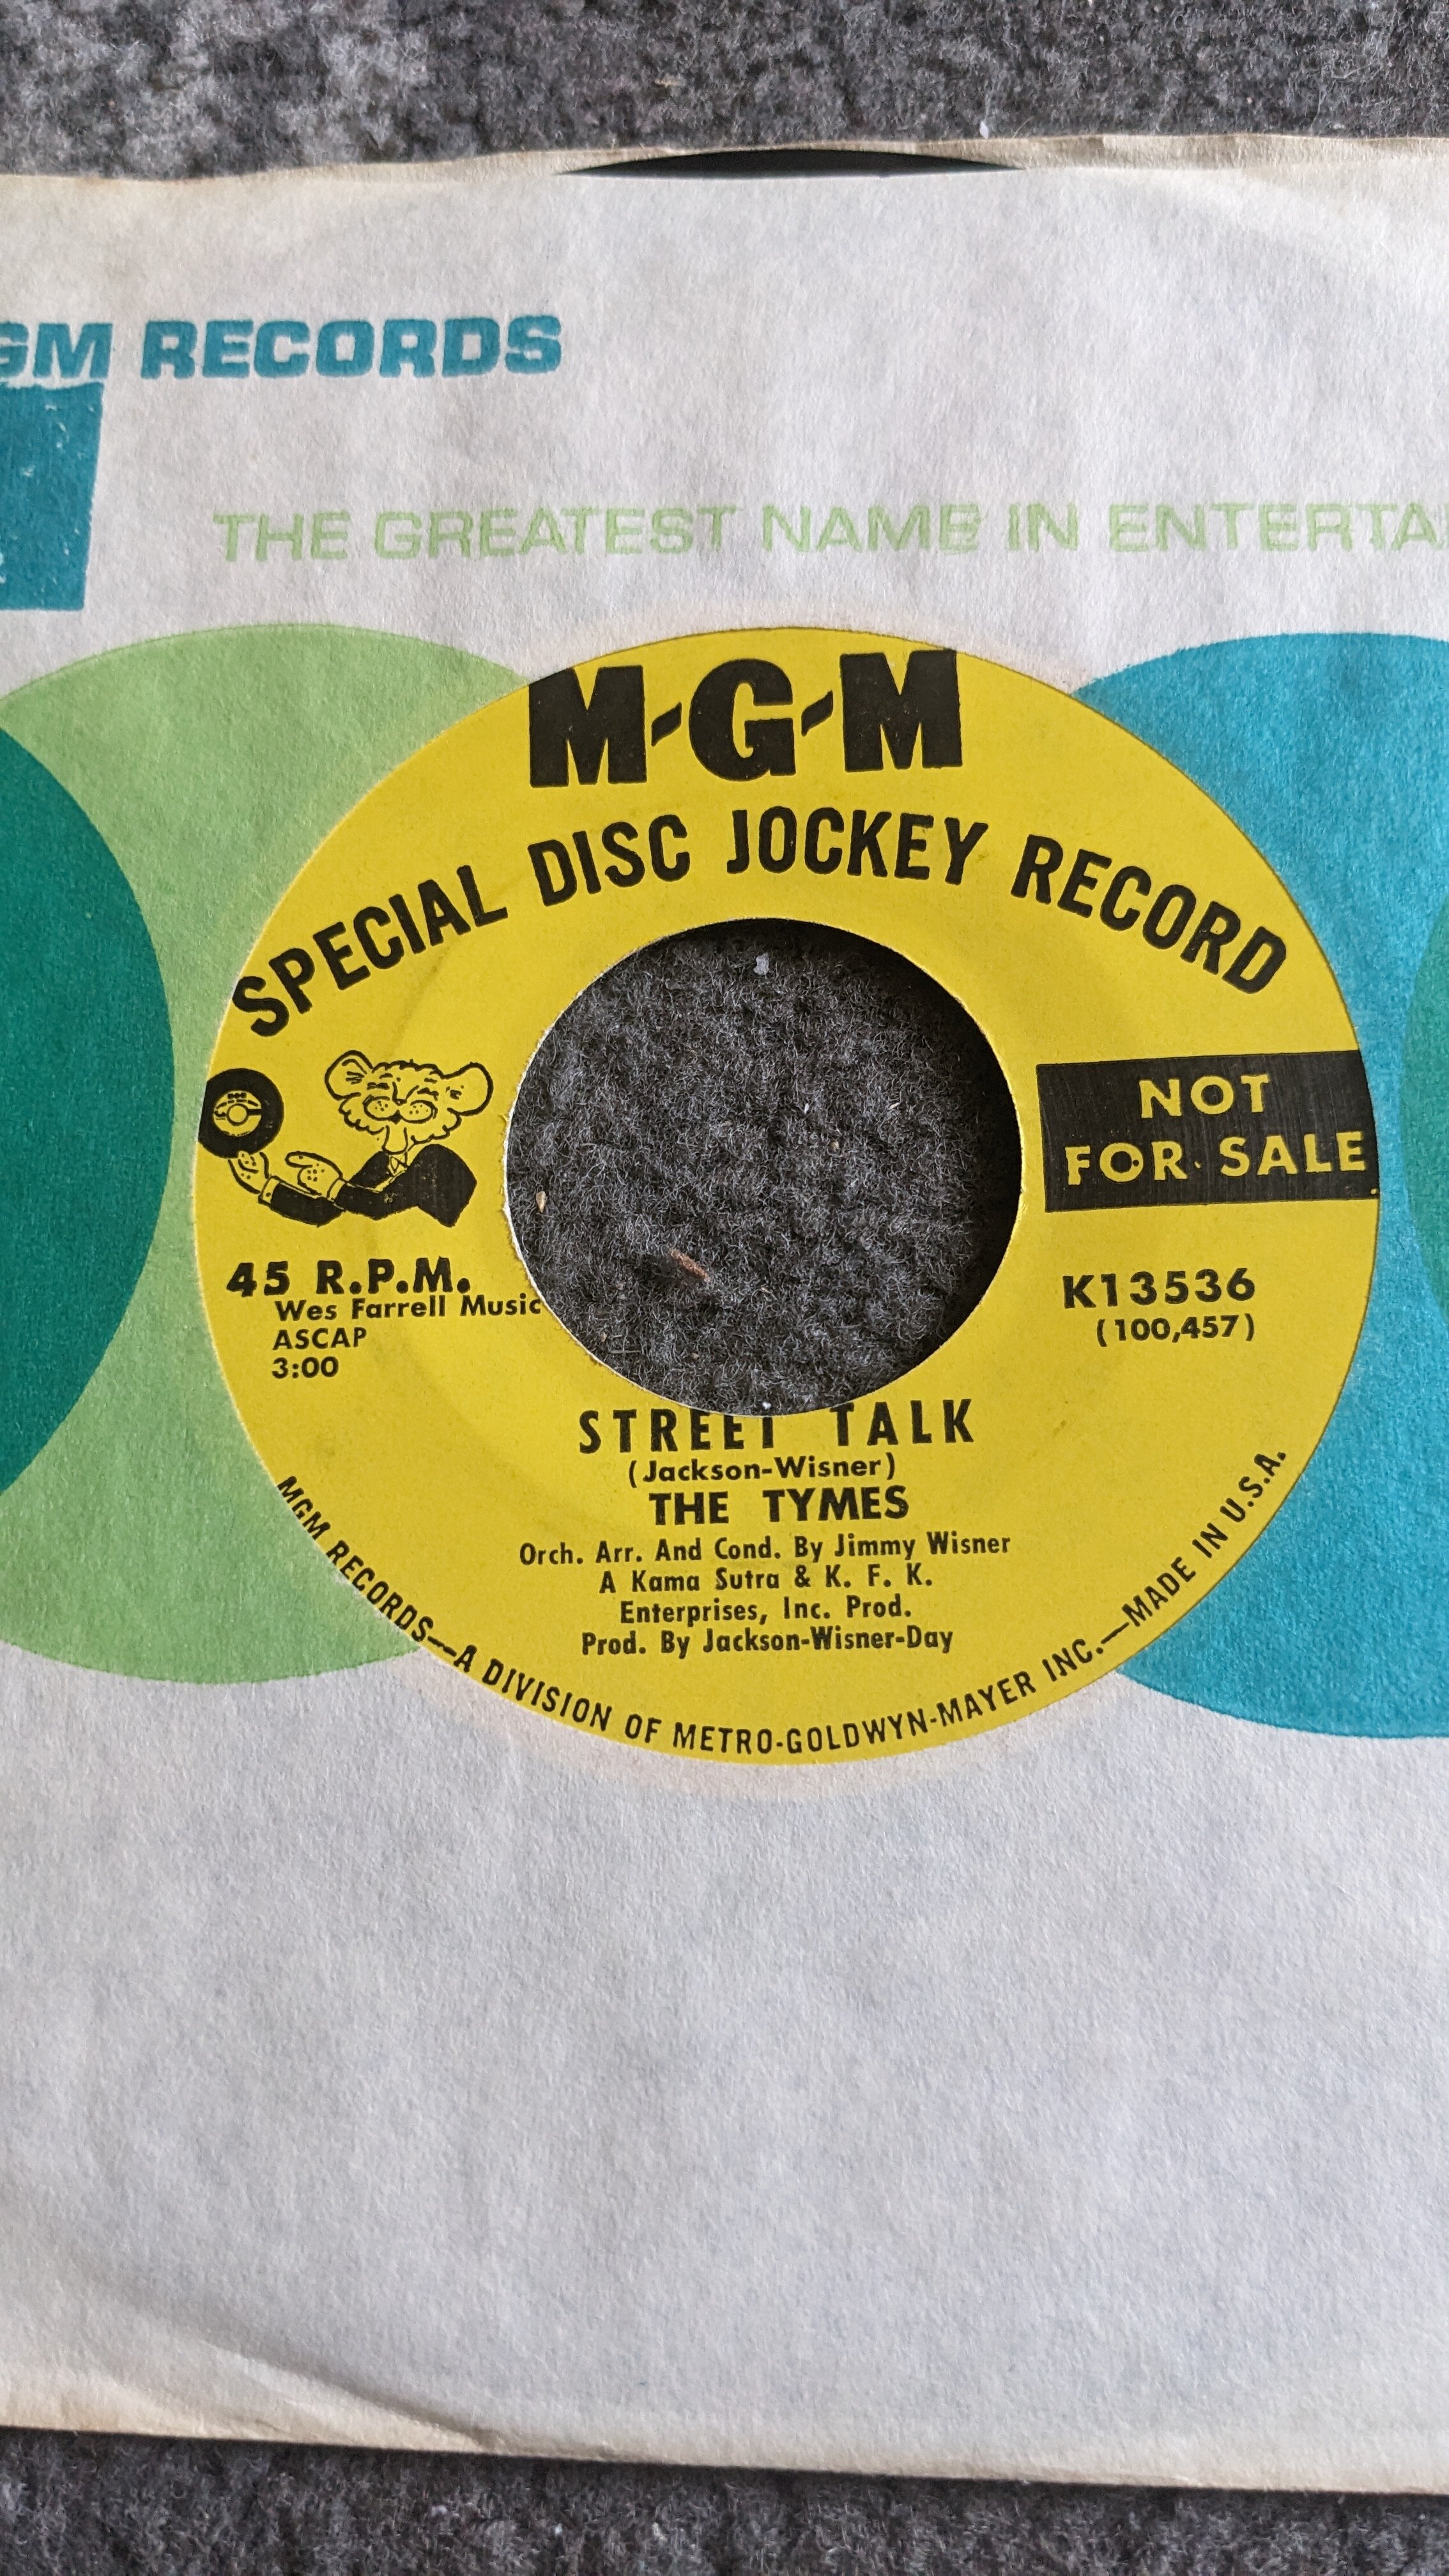 GM RECORDS
THE GREATEST NAME IN ENTERTA
M-G-M
SPECIAL DISC JOCKEY RECORD
NOT
FOR SALE
45 R.P.M.
Wes Farrell Music
ASCAP
3:00
K13536
(100,457)
STREET TALK
(Jackson-Wisner)
THE TYMES
Orch. Arr. And Cond. By Jimmy Wisner
A Kama Sutra & K. F. K.
Enterprises, Inc. Prod.
Prod. By Jackson-Wisner-Day
MGM RECORDS—A DIVISION OF METRO-GOLDWYN-MAYER INC.—MADE IN U.S.A.